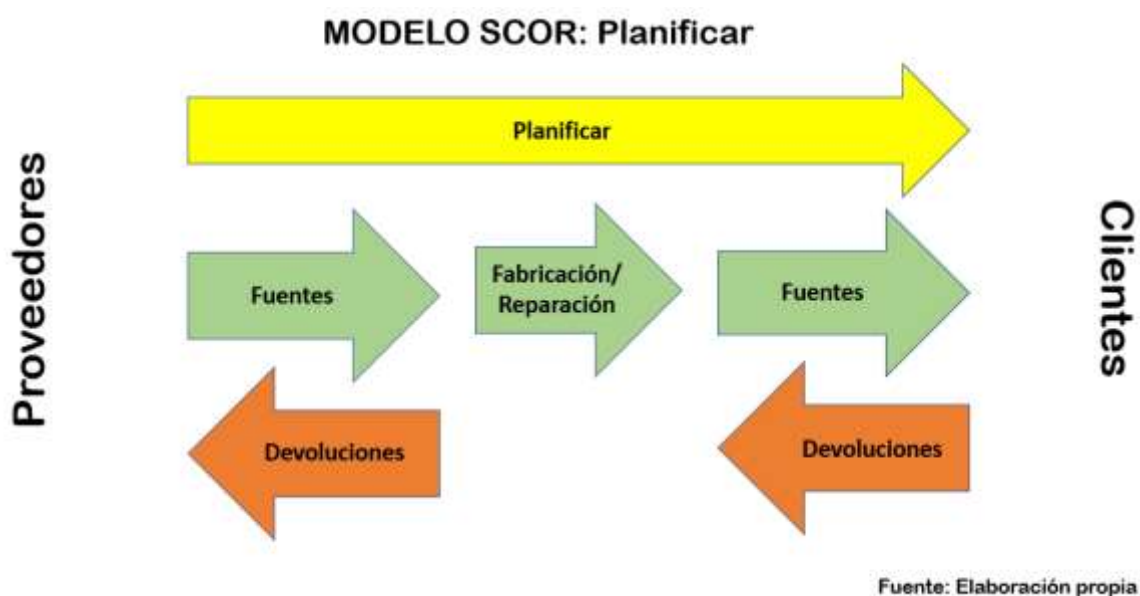 MODELO SCOR: Planificar
Planificar
Proveedores
Clientes
Fuentes
Fabricación/
Reparación
Fuentes
Devoluciones
Devoluciones
Fuente: Elaboración propia